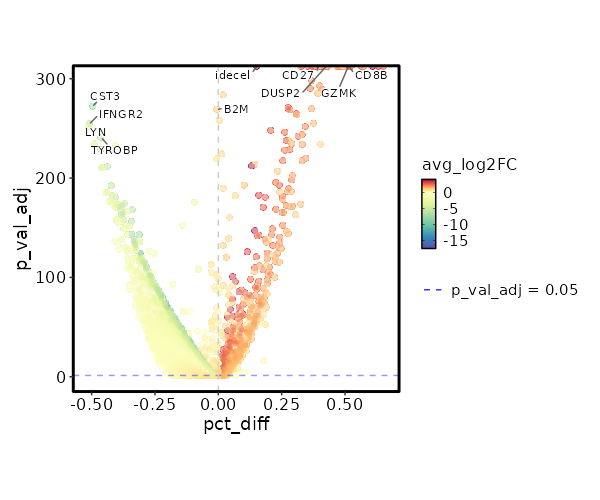 idecel
CD27
CD8B
DUSP2
GZMK
CST3
IFNGR2
B2M
LYN
TYROBP
300
200
100
0
p_val_adj
-0.50
-0.25
0.00
0.25
0.50
pct_diff
avg_log2FC
0
-5
-10
-15
p_val_adj = 0.05